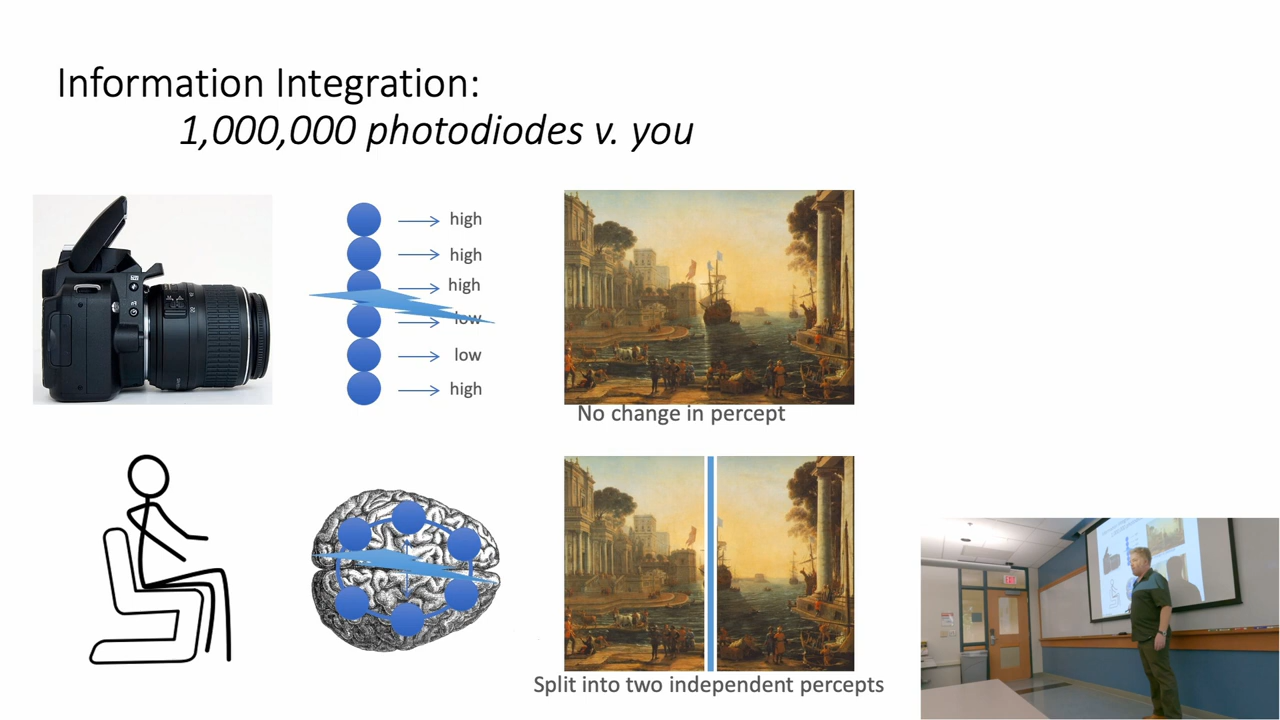 Information Integration:
1,000,000 photodiodes v. you
high
high
high
low
low
high
No change in percept
Split into two independent percepts